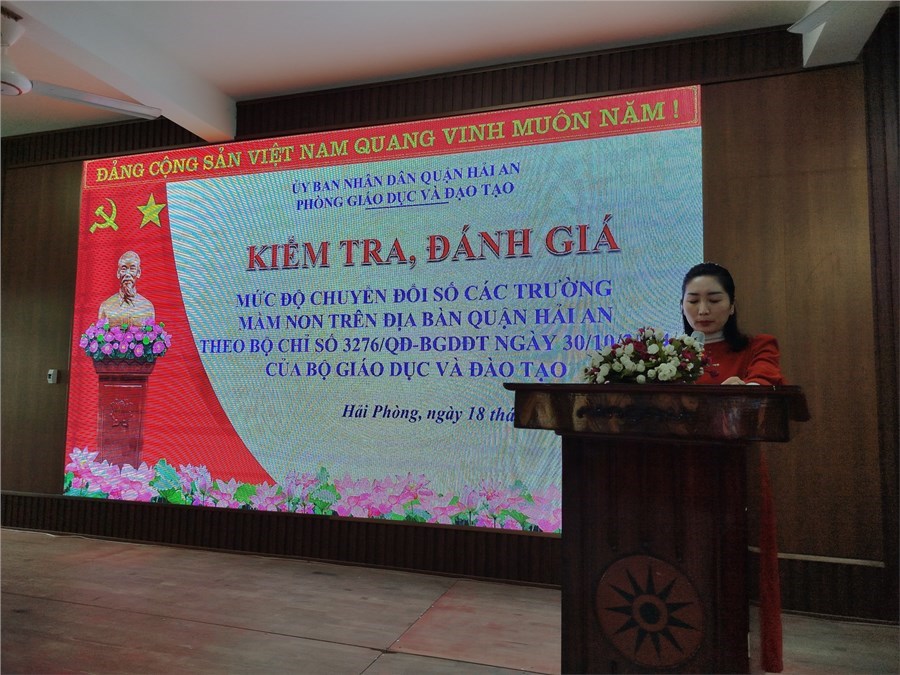 ĐẢNG CỘNG SẢN VIỆT NAM QUANG VINH MUÔN NĂM !
ỦY BAN NHÂN DÂN QUẬN HẢI AN
PHÒNG GIÁO DỤC VÀ ĐẠO TẠO
KIỂM TRA, ĐÁNH GIÁ
MỨC ĐỘ CHUYỂN ĐỔI SỐ CÁC TRƯỜNG
MẦM NON TRÊN ĐỊA BÀN QUẬN HẢI AN
THEO BỘ CHỈ SỐ 3276/QĐ-BGDĐT NGÀY 30/10/
CỦA BỘ GIÁO DỤC VÀ ĐÀO TẠO
Hải Phòng, ngày 18